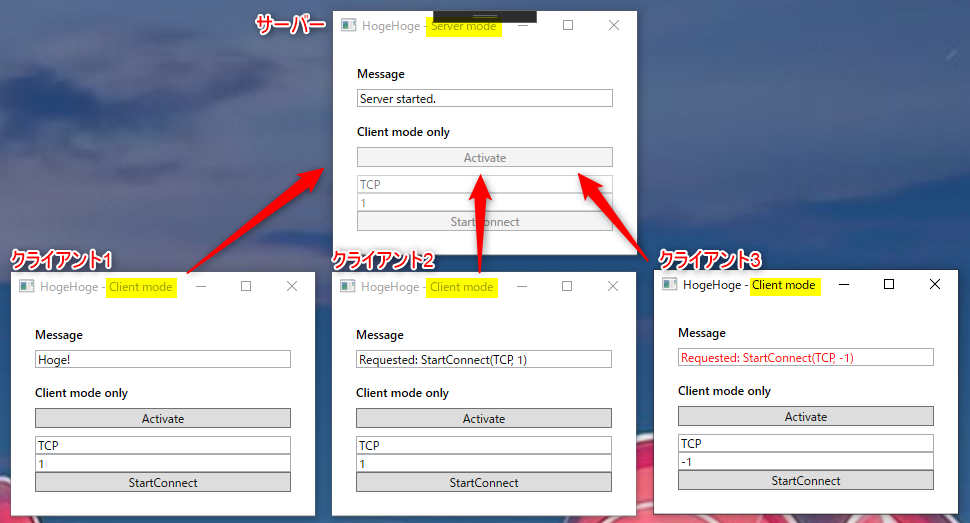 サーバー
HogeHoge - Server mode
Message
Server started.
Client mode only
Activate
TCP
1
StartConnect
クライアント1
HogeHoge - Client mode
Message
Hoge!
Client mode only
Activate
TCP
1
StartConnect
クライアント2
HogeHoge - Client mode
Message
Requested: StartConnect(TCP, 1)
Client mode only
Activate
TCP
1
StartConnect
クライアント3
HogeHoge - Client mode
Message
Requested: StartConnect(TCP, -1)
Client mode only
Activate
TCP
-1
StartConnect